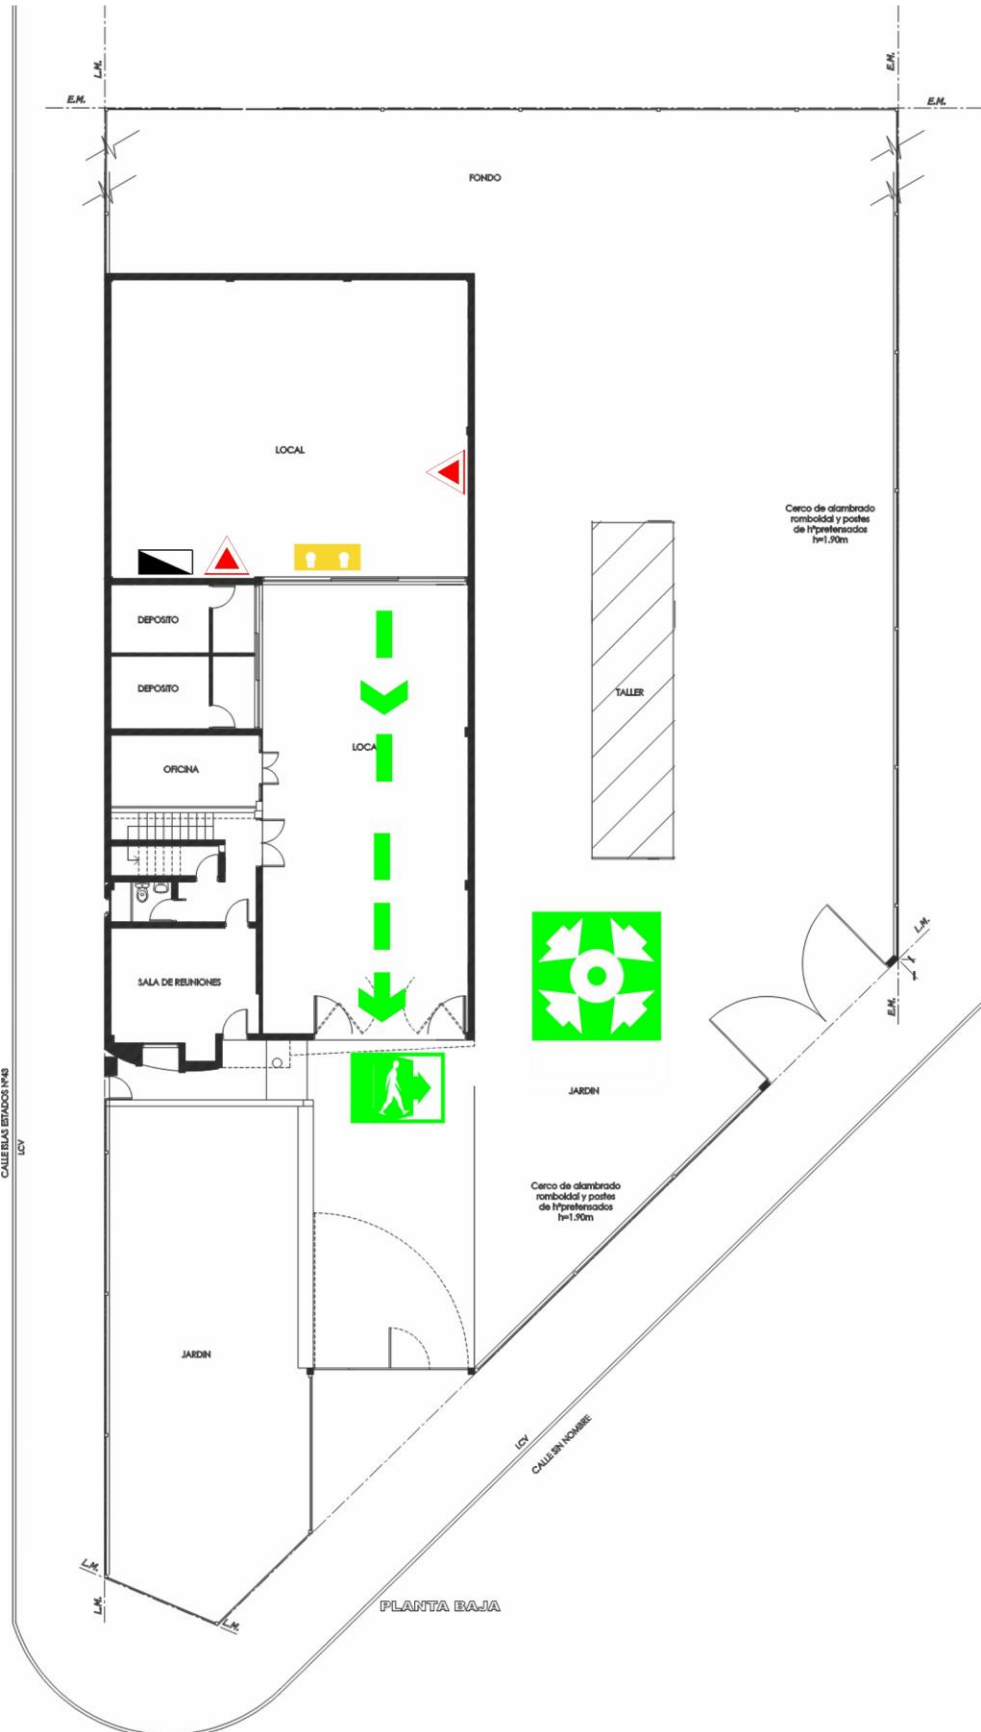 L.M.
E.M.
E.M.
E.M.
FONDO
LOCAL
Cerco de alambrado
romboidal y postes
de hºpretensados
h=1.90m
DEPOSITO
DEPOSITO
TALLER
LOCA
OFICINA
L.M.
SALA DE REUNIONES
E.M.
JARDIN
CALLE ISLAS ESTADOS Nº43
LCV
Cerco de alambrado
romboidal y postes
de hºpretensados
h=1.90m
JARDIN
LCV
CALLE SIN NOMBRE
L.M.
L.M.
L.M.
PLANTA BAJA